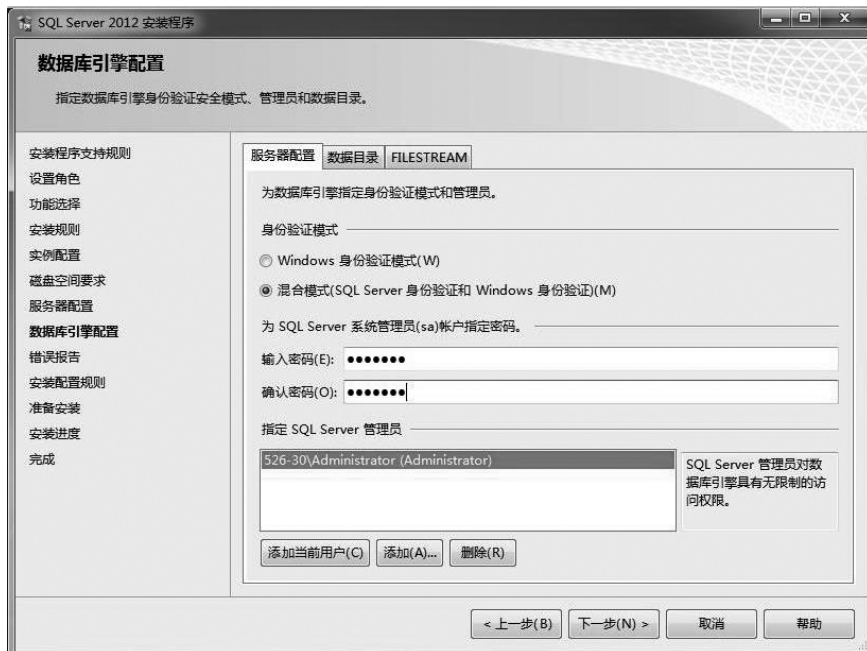 SQL Server 2012 安装程序
数据库引擎配置
指定数据库引擎身份验证安全模式、管理员和数据目录。
安装程序支持规则
设置角色
功能选择
安装规则
实例配置
磁盘空间要求
服务器配置
数据库引擎配置
错误报告
安装配置规则
准备安装
安装进度
完成
服务器配置 数据目录 FILESTREAM
为数据库引擎指定身份验证模式和管理员。
身份验证模式
Windows 身份验证模式(W)
混合模式(SQL Server 身份验证和 Windows 身份验证)(M)
为 SQL Server 系统管理员(sa)帐户指定密码。
输入密码(E): ●●●●●●●
确认密码(O): ●●●●●●●
指定 SQL Server 管理员
526-30\Administrator (Administrator)
SQL Server 管理员对数
据库引擎具有无限制的访
问权限。
添加当前用户(C) 添加(A)... 删除(R)
< 上一步(B) 下一步(N) > 取消 帮助